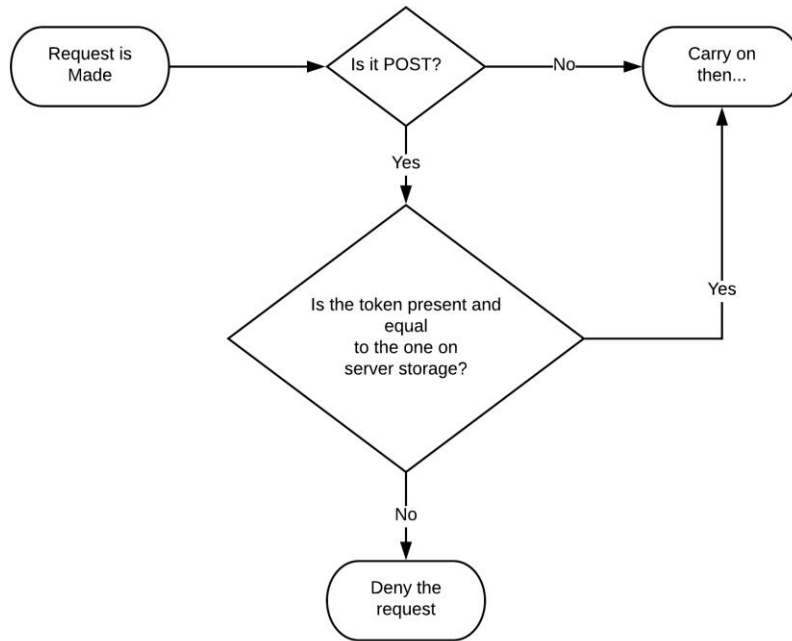 Request is
Made
Is it POST?
No
Carry on
then...
Yes
Is the token present and
equal
to the one on
server storage?
Yes
No
Deny the
request